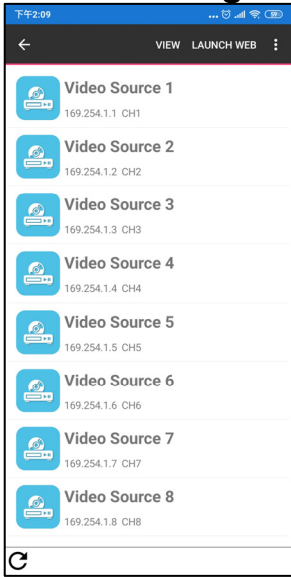 下午2:09 ... 59
VIEW LAUNCH WEB
Video Source 1
169.254.1.1 CH1
Video Source 2
169.254.1.2 CH2
Video Source 3
169.254.1.3 CH3
Video Source 4
169.254.1.4 CH4
Video Source 5
169.254.1.5 CH5
Video Source 6
169.254.1.6 CH6
Video Source 7
169.254.1.7 CH7
Video Source 8
169.254.1.8 CH8